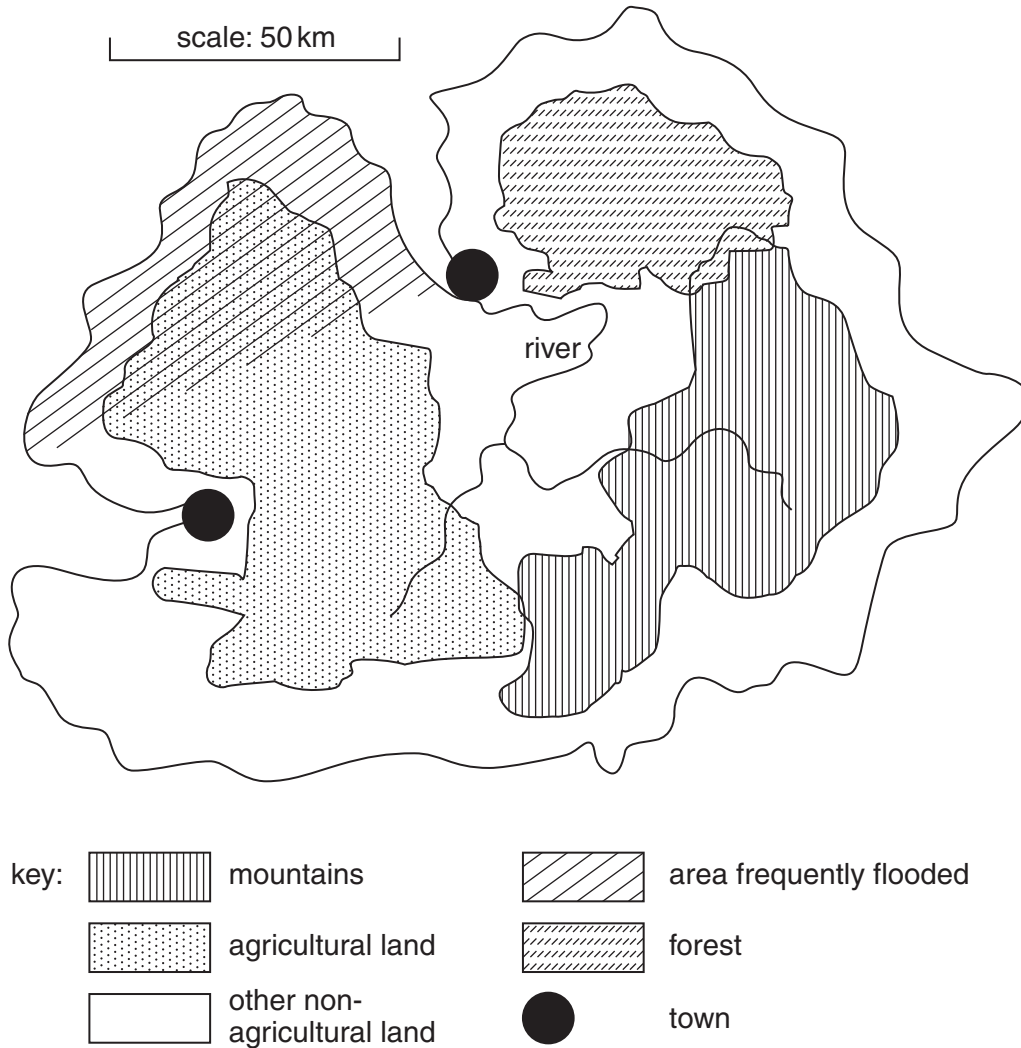 scale: 50 km
river
key:
mountains
area frequently flooded
agricultural land
forest
other non-
agricultural land
town